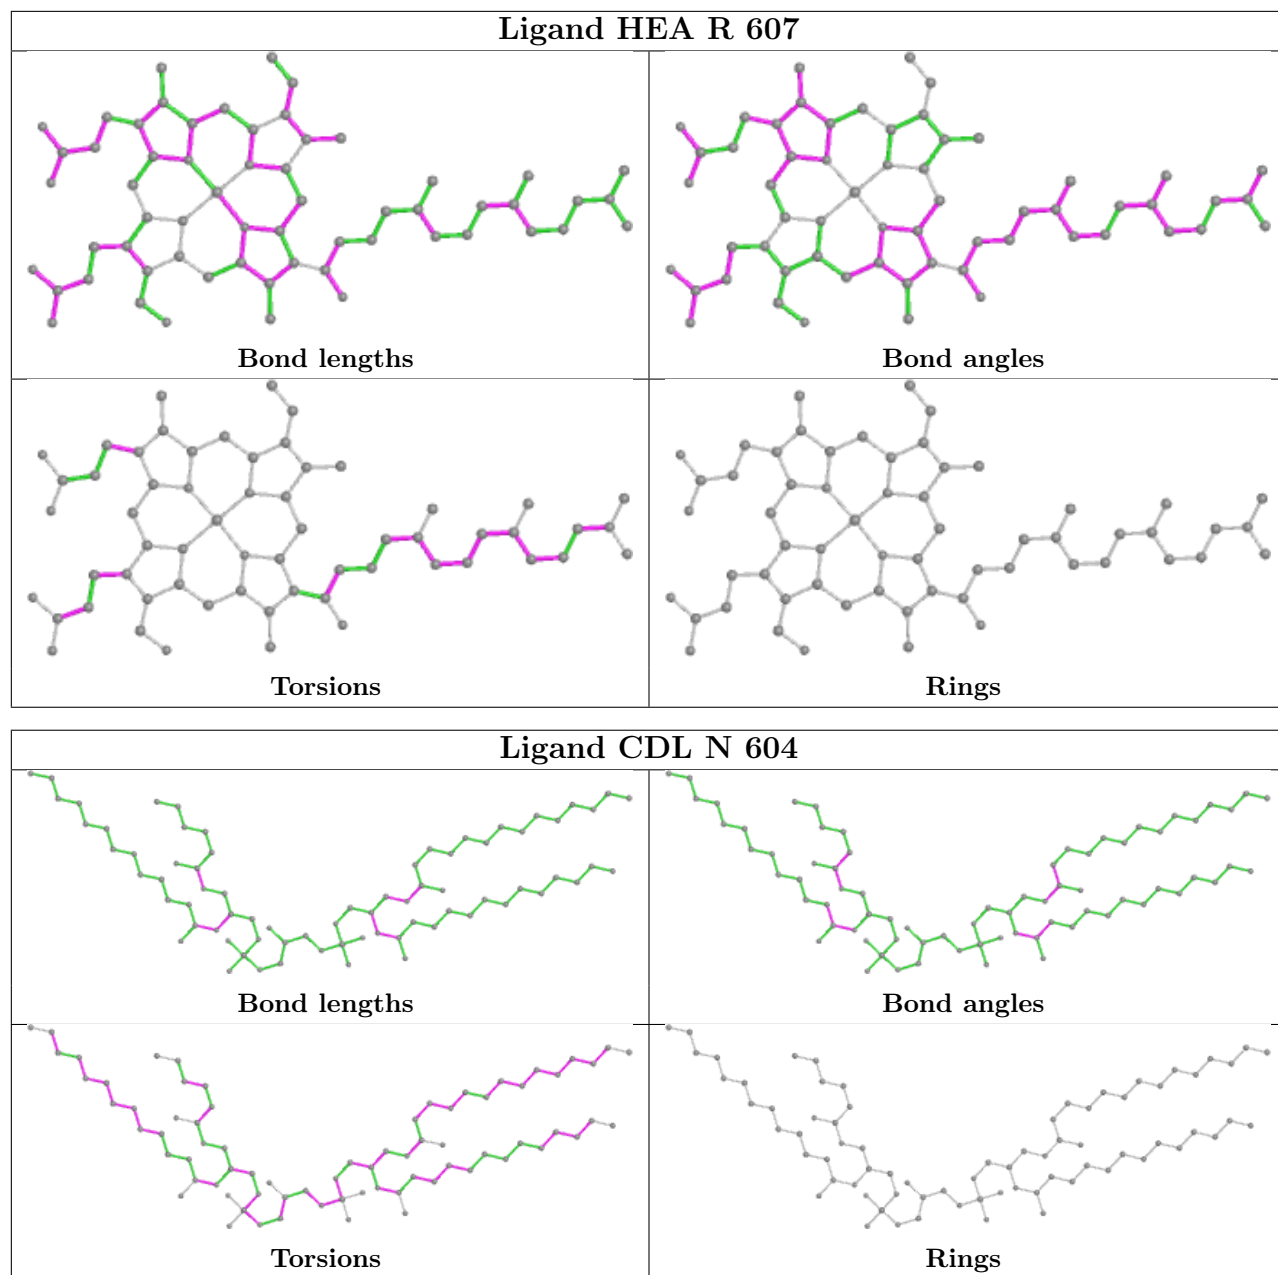 Ligand HEA R 607
Bond lengths
Bond angles
Torsions
Rings
Ligand CDL N 604
Bond lengths
Bond angles
Torsions
Rings